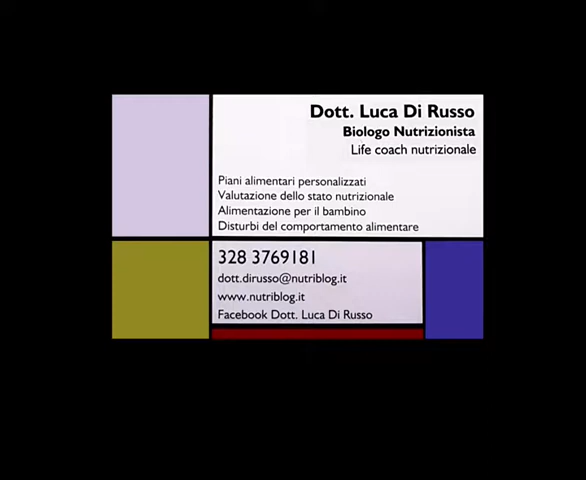 Dott. Luca Di Russo
Biologo Nutrizionista
Life coach nutrizionale
Piani alimentari personalizzati
Valutazione dello stato nutrizionale
Alimentazione per il bambino
Disturbi del comportamento alimentare
328 3769181
dott.dirusso@nutriblog.it
www.nutriblog.it
Facebook Dott. Luca Di Russo